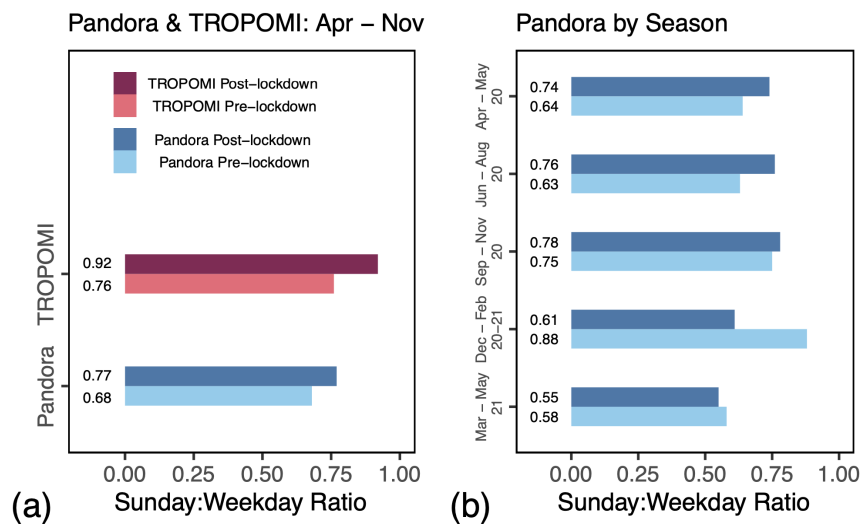 Pandora & TROPOMI: Apr − Nov
TROPOMI Post−lockdown
TROPOMI Pre−lockdown
Pandora Post−lockdown
Pandora Pre−lockdown
TROPOMI
0.92
0.76
Pandora
0.77
0.68
0.00 0.25 0.50 0.75 1.00
Sunday:Weekday Ratio
(a)
Pandora by Season
Apr − May
20
0.74
0.64
Jun − Aug
20
0.76
0.63
Sep − Nov
20
0.78
0.75
Dec − Feb
20−21
0.61
0.88
Mar − May
21
0.55
0.58
0.00 0.25 0.50 0.75 1.00
Sunday:Weekday Ratio
(b)